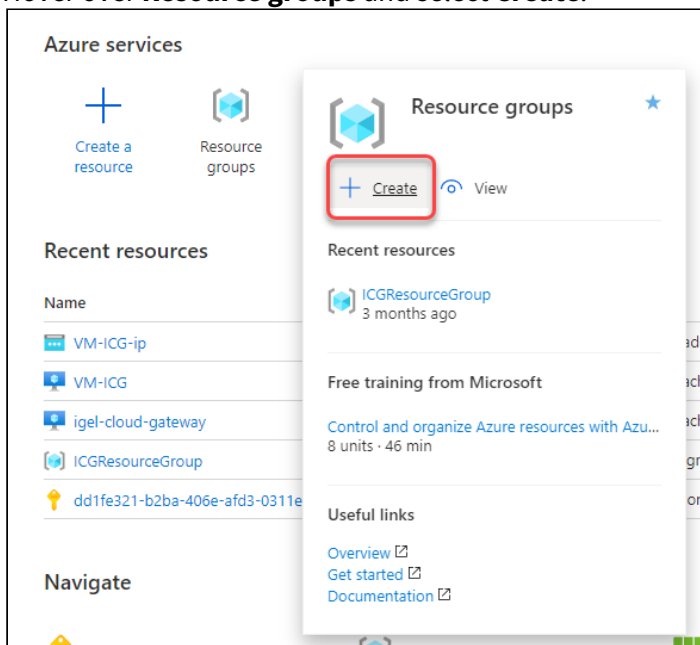 Azure services
Create a
resource
Resource
groups
Resource groups
Create
View
Recent resources
Name
VM-ICG-ip
VM-ICG
igel-cloud-gateway
ICGResourceGroup
dd1fe321-b2ba-406e-afd3-0311e
Navigate
Recent resources
ICGResourceGroup
3 months ago
Free training from Microsoft
Control and organize Azure resources with Azu...
8 units · 46 min
Useful links
Overview
Get started
Documentation